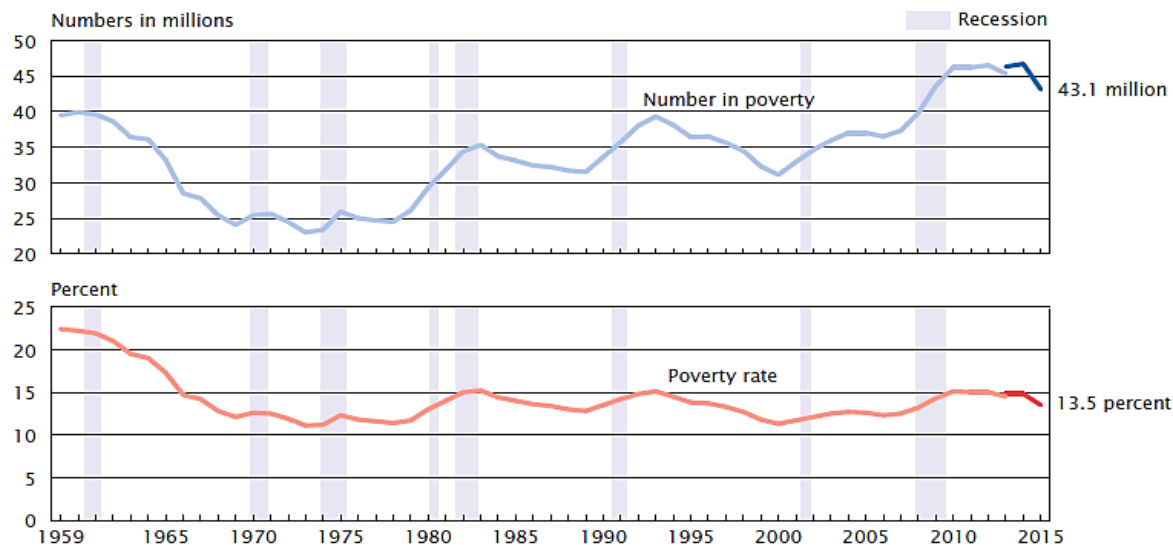 Numbers in millions
Recession
50
45
40
35
30
25
20
Number in poverty
43.1 million
Percent
25
20
15
10
5
0
Poverty rate
13.5 percent
1959 1965 1970 1975 1980 1985 1990 1995 2000 2005 2010 2015